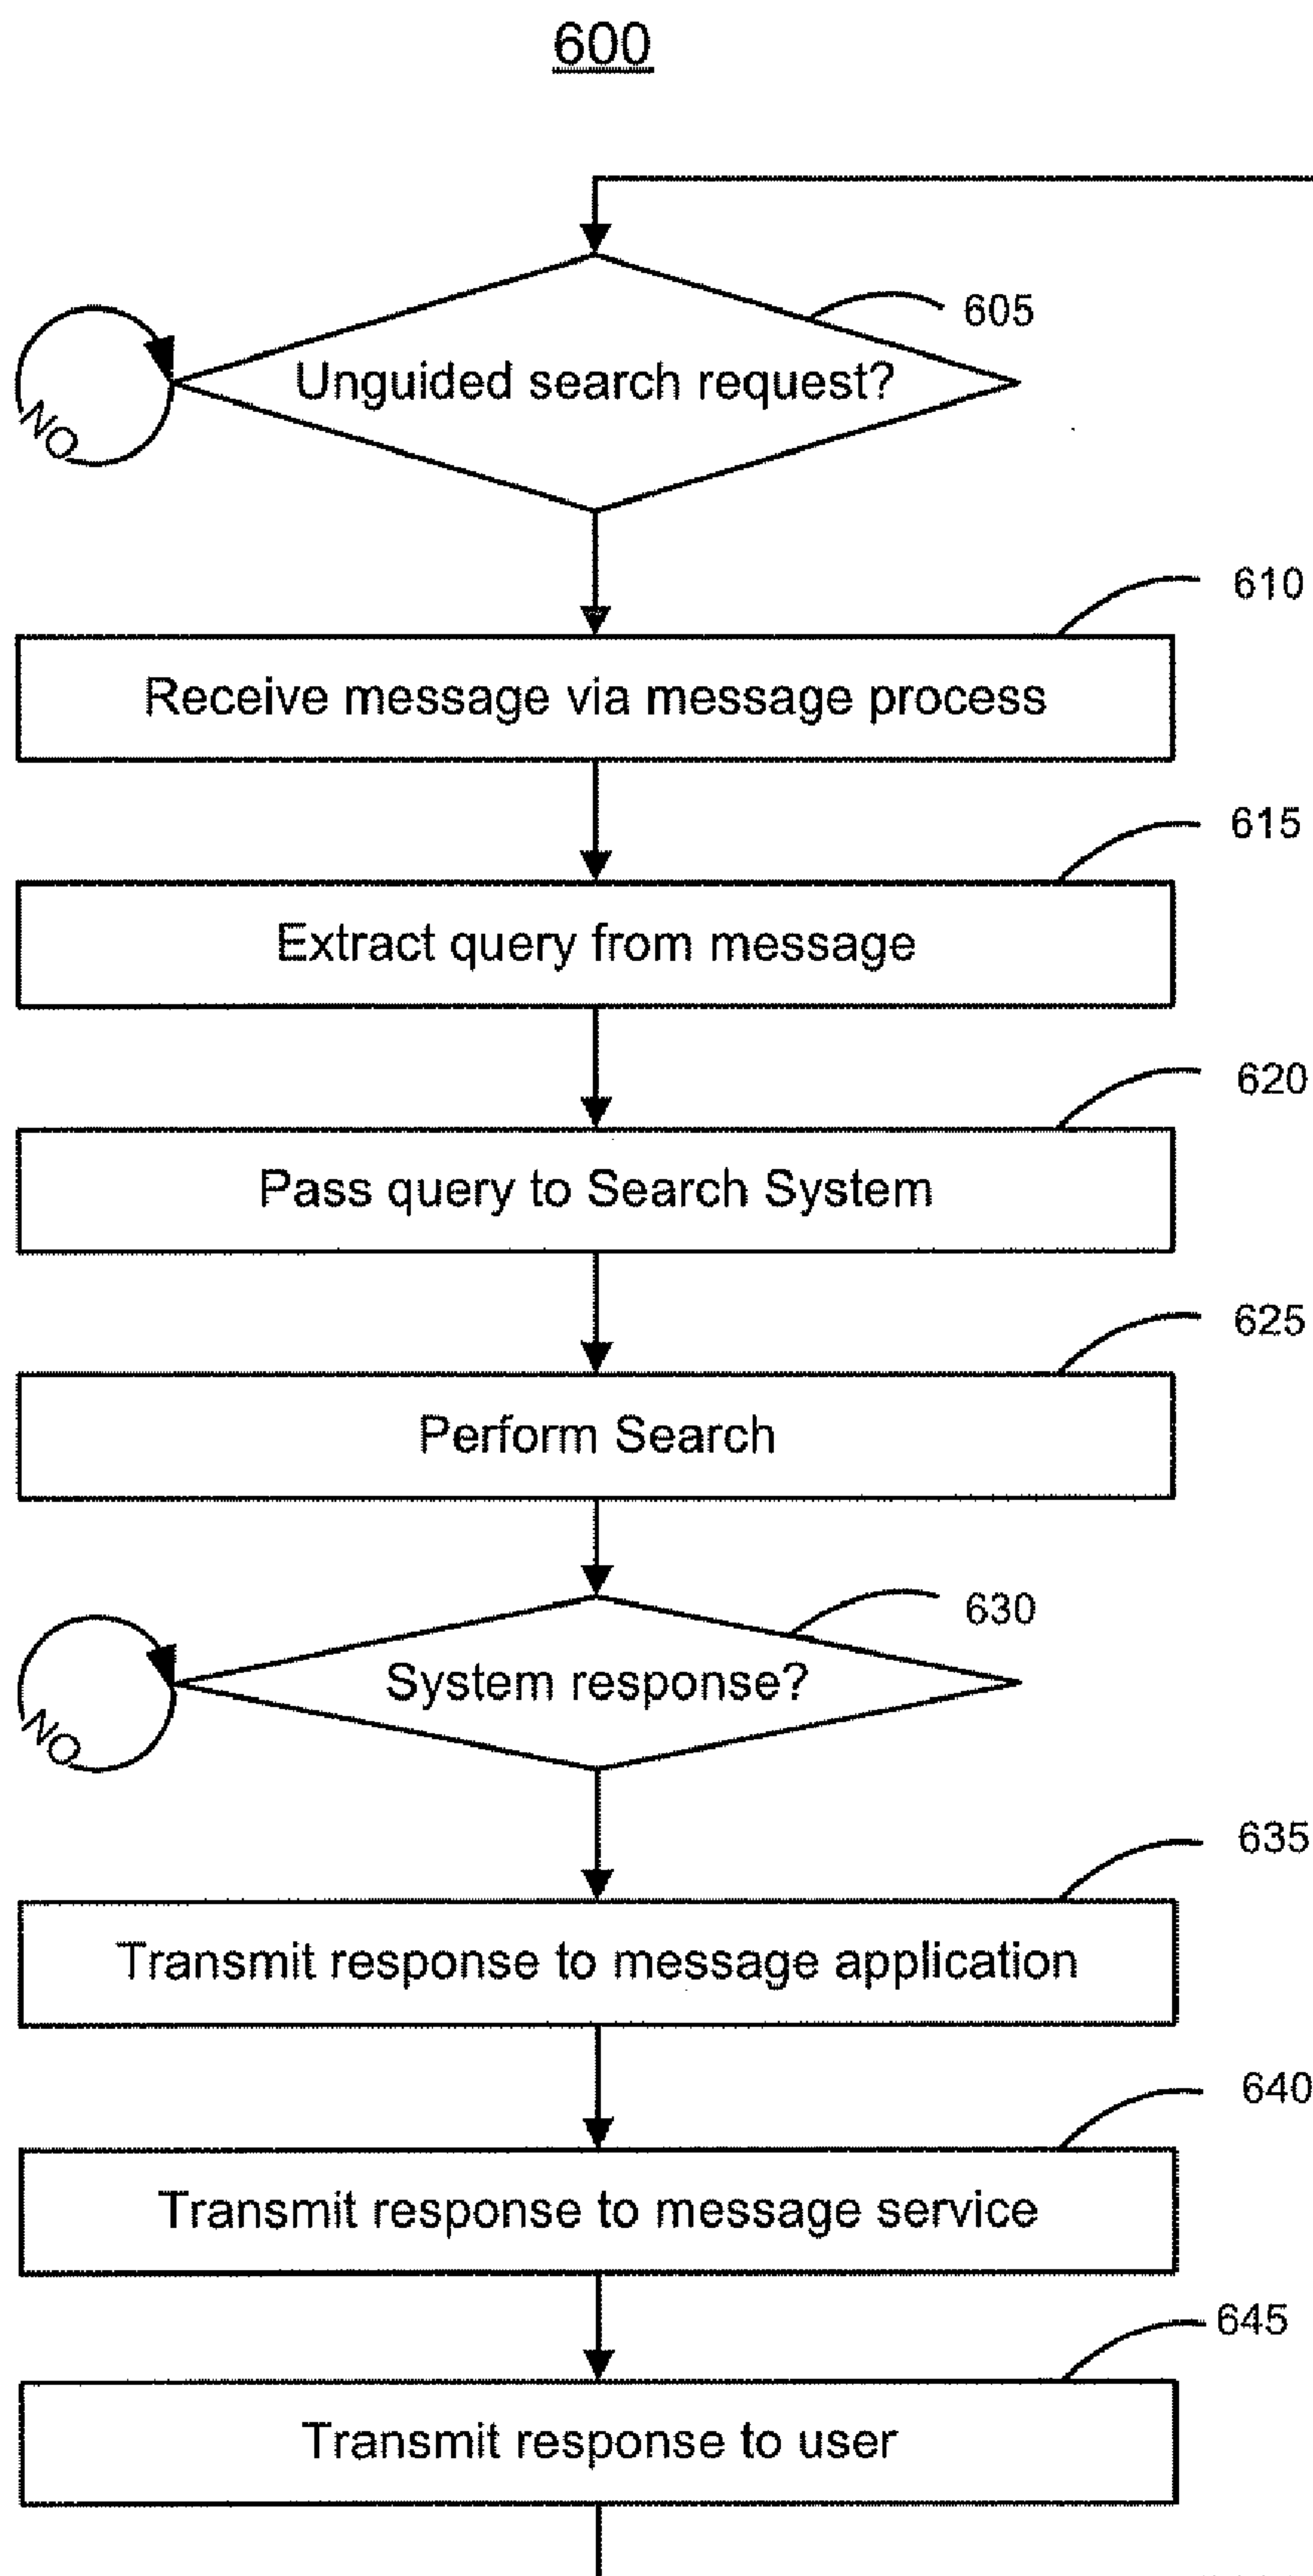 600
605
Unguided search request?
NO
610
Receive message via message process
615
Extract query from message
620
Pass query to Search System
625
Perform Search
630
System response?
NO
635
Transmit response to message application
640
Transmit response to message service
645
Transmit response to user